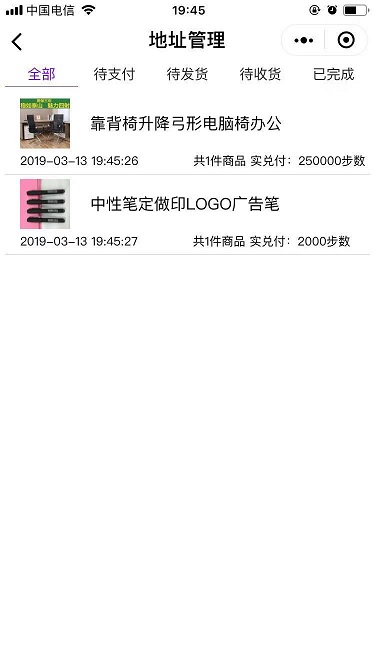 中国电信
19:45
地址管理
全部
待支付
待发货
待收货
已完成
靠背椅升降弓形电脑椅办公
2019-03-13 19:45:26
共1件商品 实兑付：250000步数
中性笔定做印LOGO广告笔
2019-03-13 19:45:27
共1件商品 实兑付：2000步数